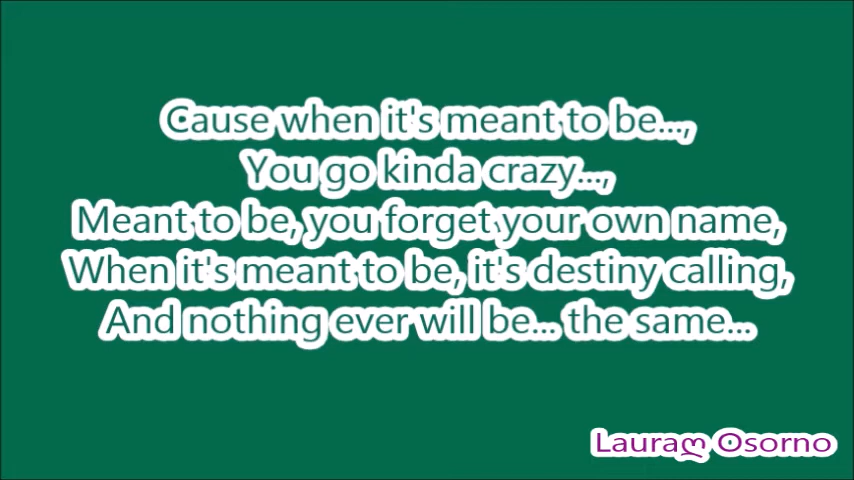 Cause when it's meant to be...,
You go kinda crazy...,
Meant to be, you forget your own name,
When it's meant to be, it's destiny calling,
And nothing ever will be... the same...
Lauraღ Osorno